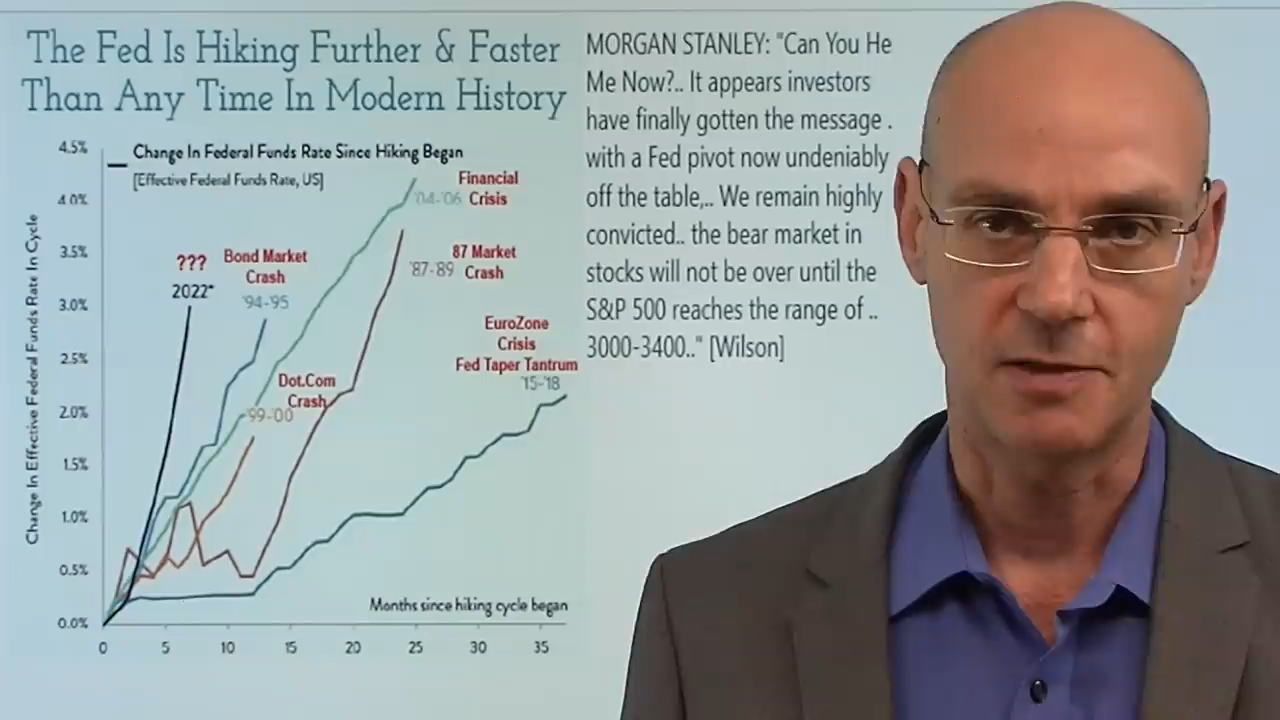 The Fed Is Hiking Further & Faster
Than Any Time In Modern History
MORGAN STANLEY: "Can You He
Me Now?.. It appears investors
have finally gotten the message .
with a Fed pivot now undeniably
off the table,.. We remain highly
convicted.. the bear market in
stocks will not be over until the
S&P 500 reaches the range of ..
3000-3400.." [Wilson]
Change In Federal Funds Rate Since Hiking Began
[Effective Federal Funds Rate, US]
Change In Effective Federal Funds Rate In Cycle
4.5%
4.0%
3.5%
3.0%
2.5%
2.0%
1.5%
1.0%
0.5%
0.0%
???
2022*
Bond Market
Crash
'94-95
Financial
Crisis
'04-'06
87 Market
Crash
'87-89
EuroZone
Crisis
Fed Taper Tantrum
'15-'18
Dot.Com
Crash
'99-'00
Months since hiking cycle began
0 5 10 15 20 25 30 35